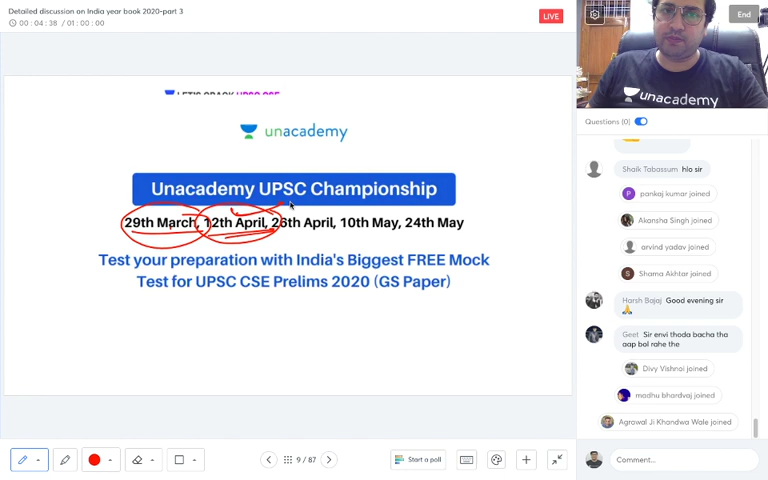 Detailed discussion on India year book 2020-part 3
00 : 04 : 38 / 01 : 00 : 00
LIVE
End
unacademy
LET'S CRACK UPSC CSE
unacademy
Unacademy UPSC Championship
29th March, 12th April, 26th April, 10th May, 24th May
Test your preparation with India's Biggest FREE Mock
Test for UPSC CSE Prelims 2020 (GS Paper)
Questions (0)
Shaik Tabassum hlo sir
P
pankaj kumar joined
Akansha Singh joined
arvind yadav joined
S
Shama Akhtar joined
Harsh Bajaj Good evening sir
🙏
Geet Sir envi thoda bacha tha
aap bol rahe the
Divy Vishnoi joined
madhu bhardvaj joined
Agrawal Ji Khandwa Wale joined
9 / 87
Start a poll
Comment...